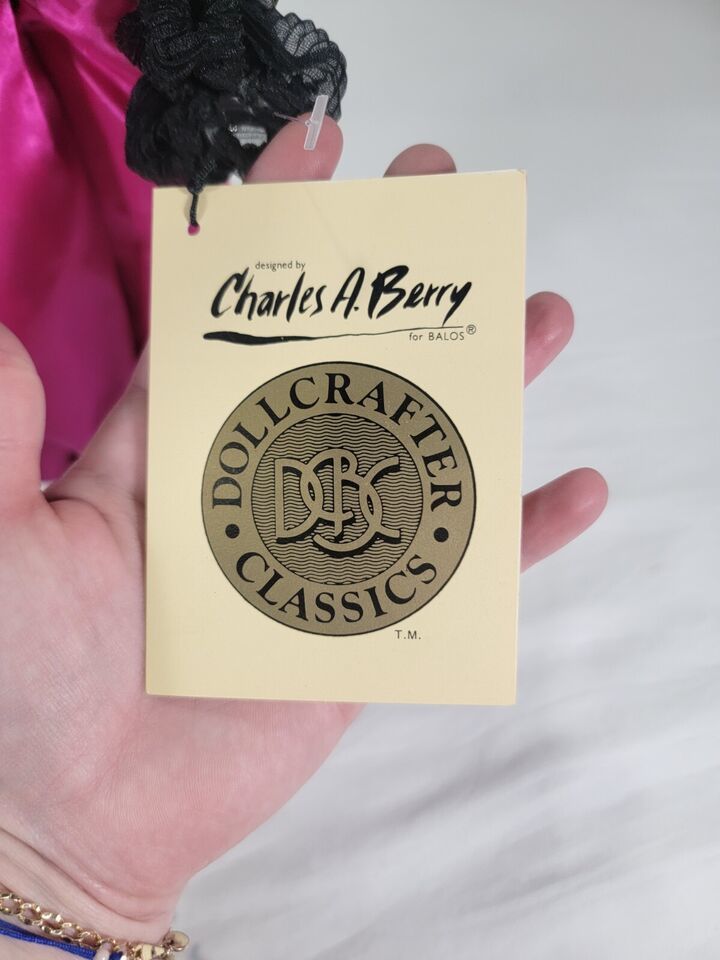 designed by
Charles A. Berry
for BALOS®
DOLLCRAFTER
DBC
• CLASSICS •
T.M.